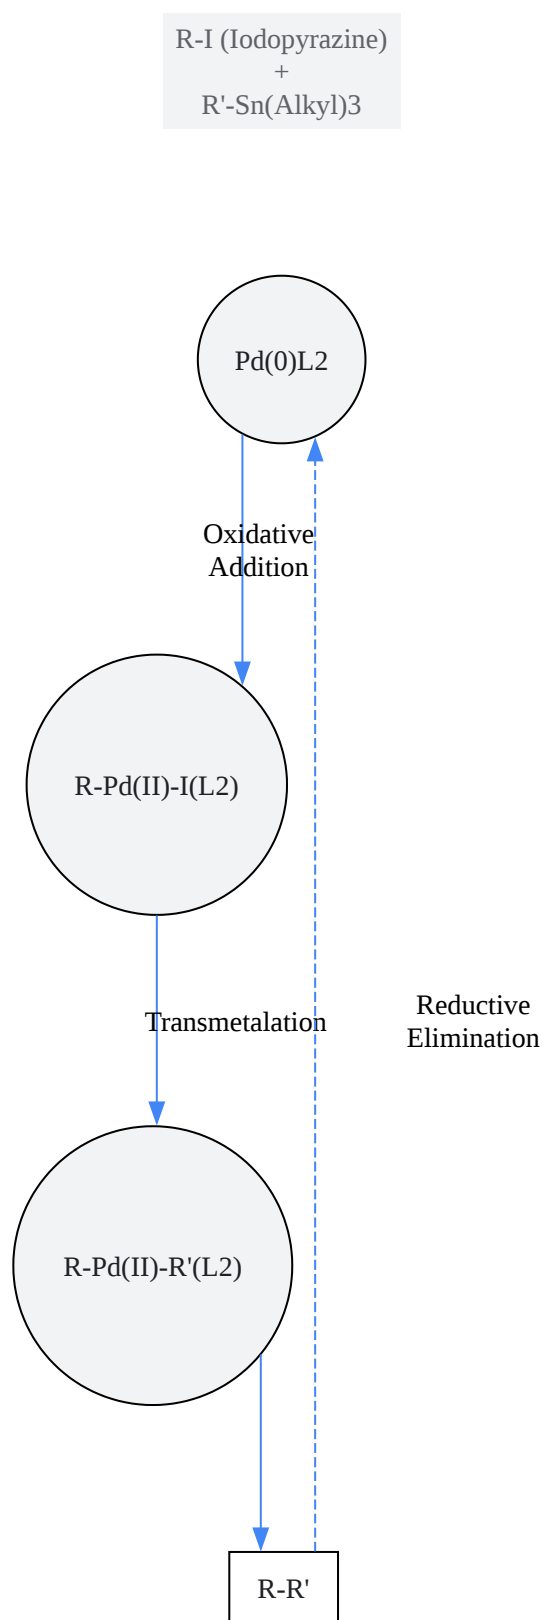 R-I (Iodopyrazine)
+
R'-Sn(Alkyl)3
Pd(0)L2
Oxidative
Addition
R-Pd(II)-I(L2)
Transmetalation
Reductive
Elimination
R-Pd(II)-R'(L2)
R-R'